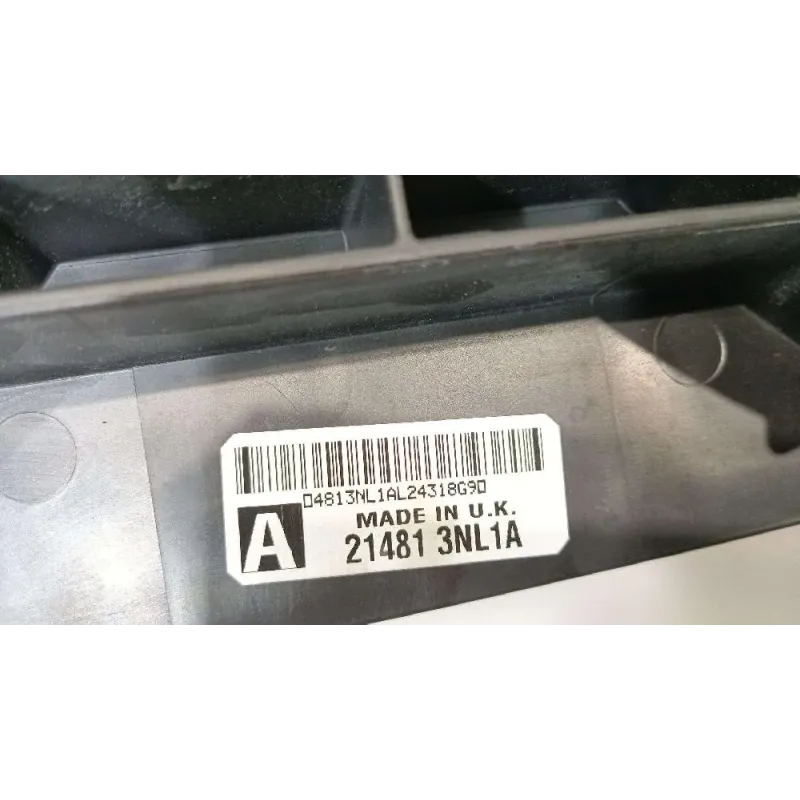 ▯4813NL1AL24318G9▯
A
MADE IN U.K.
21481 3NL1A